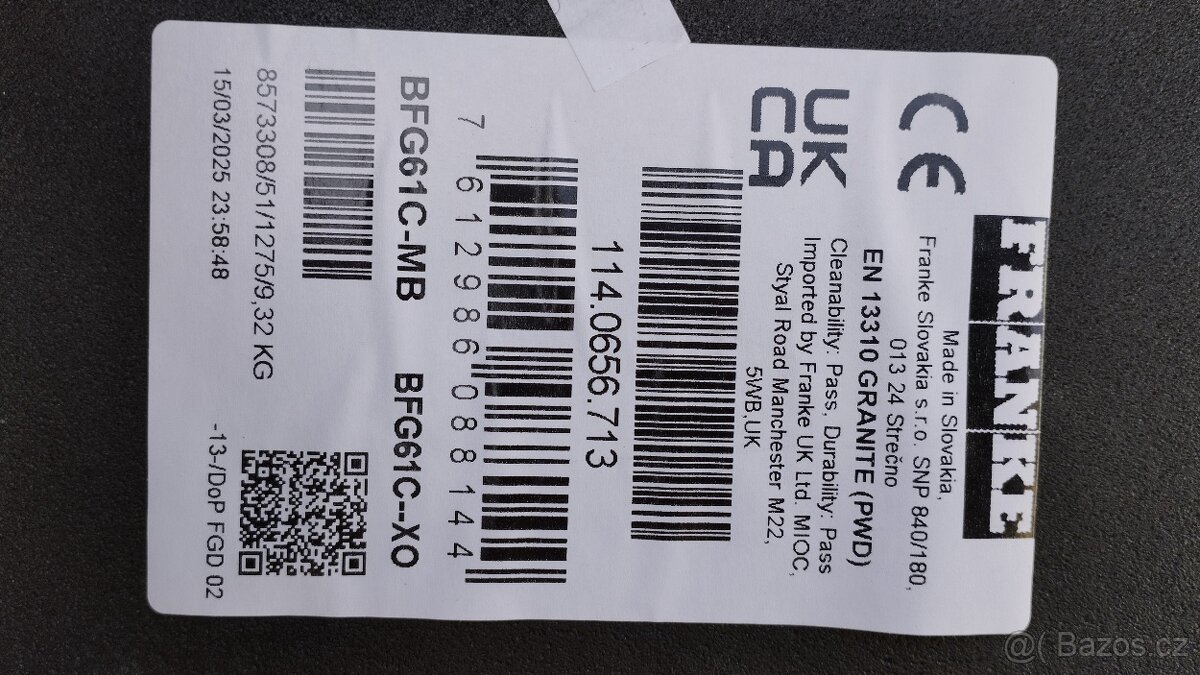 FRANKE
Made in Slovakia,
Franke Slovakia s.r.o. SNP 840/180,
013 24 Strečno
EN 13310 GRANITE (PWD)
Cleanability: Pass, Durability: Pass
Imported by Franke UK Ltd. MIOC,
Styal Road Manchester M22,
5WB,UK
CE
UK
CA
114.0656.713
7 612986 088144
BFG61C-MB BFG61C--XO
8573308/51/1275/9,32 KG
15/03/2025 23:58:48 -13-/DoP FGD 02
@( Bazos.cz